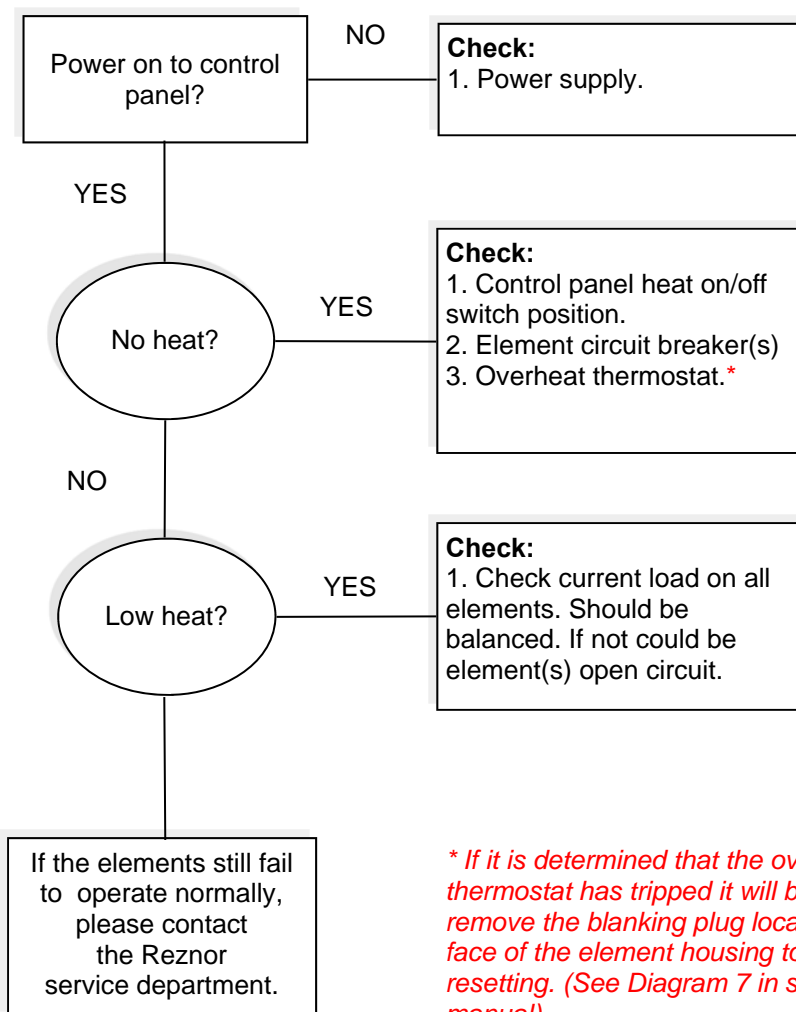 Power on to control
panel?
NO
Check:
1. Power supply.
YES
No heat?
YES
Check:
1. Control panel heat on/off
switch position.
2. Element circuit breaker(s)
3. Overheat thermostat.*
NO
Low heat?
YES
Check:
1. Check current load on all
elements. Should be
balanced. If not could be
element(s) open circuit.
If the elements still fail
to operate normally,
please contact
the Reznor
service department.
* If it is determined that the
thermostat has tripped it will
remove the blanking plug
face of the element housing
resetting. (See Diagram 7 in
manual)